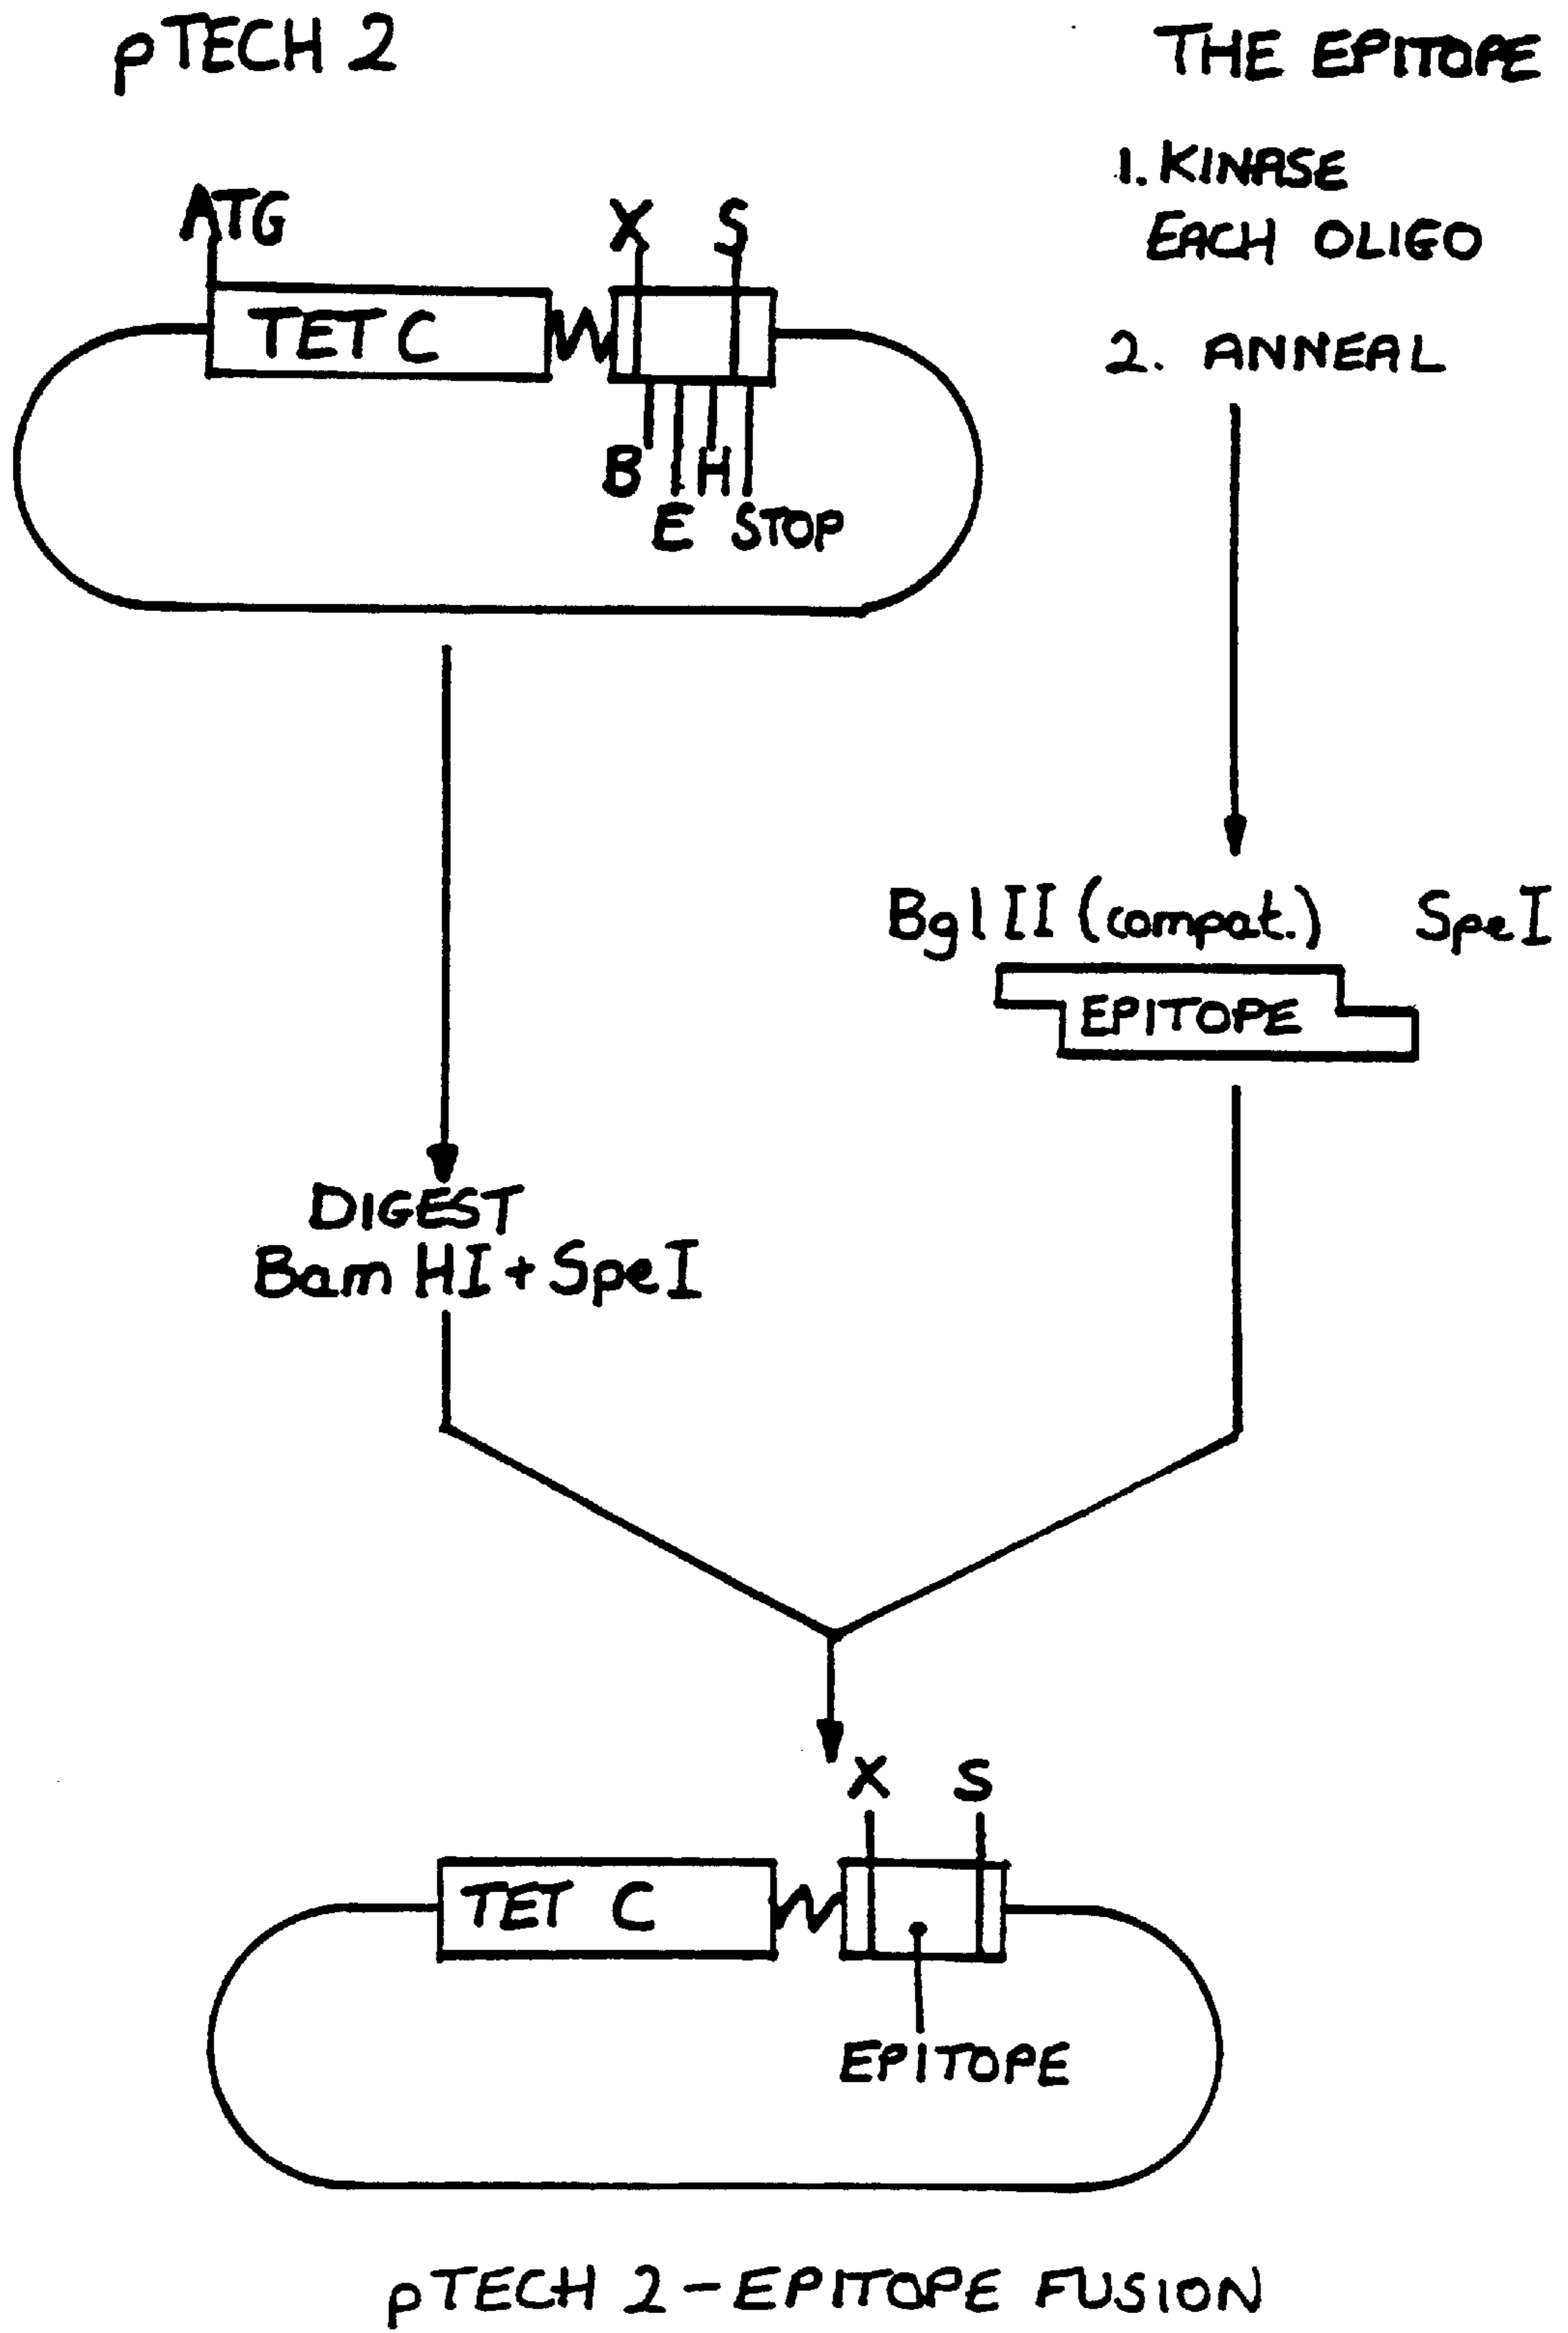 pTECH 2
THE EPITOPE
1. KINASE
EACH OLIGO
2. ANNEAL
ATG
X S
TET C
B H
E STOP
Bgl II (compat.) SpeI
EPITOPE
DIGEST
Bam HI + SpeI
X S
TET C
EPITOPE
pTECH 2 - EPITOPE FUSION